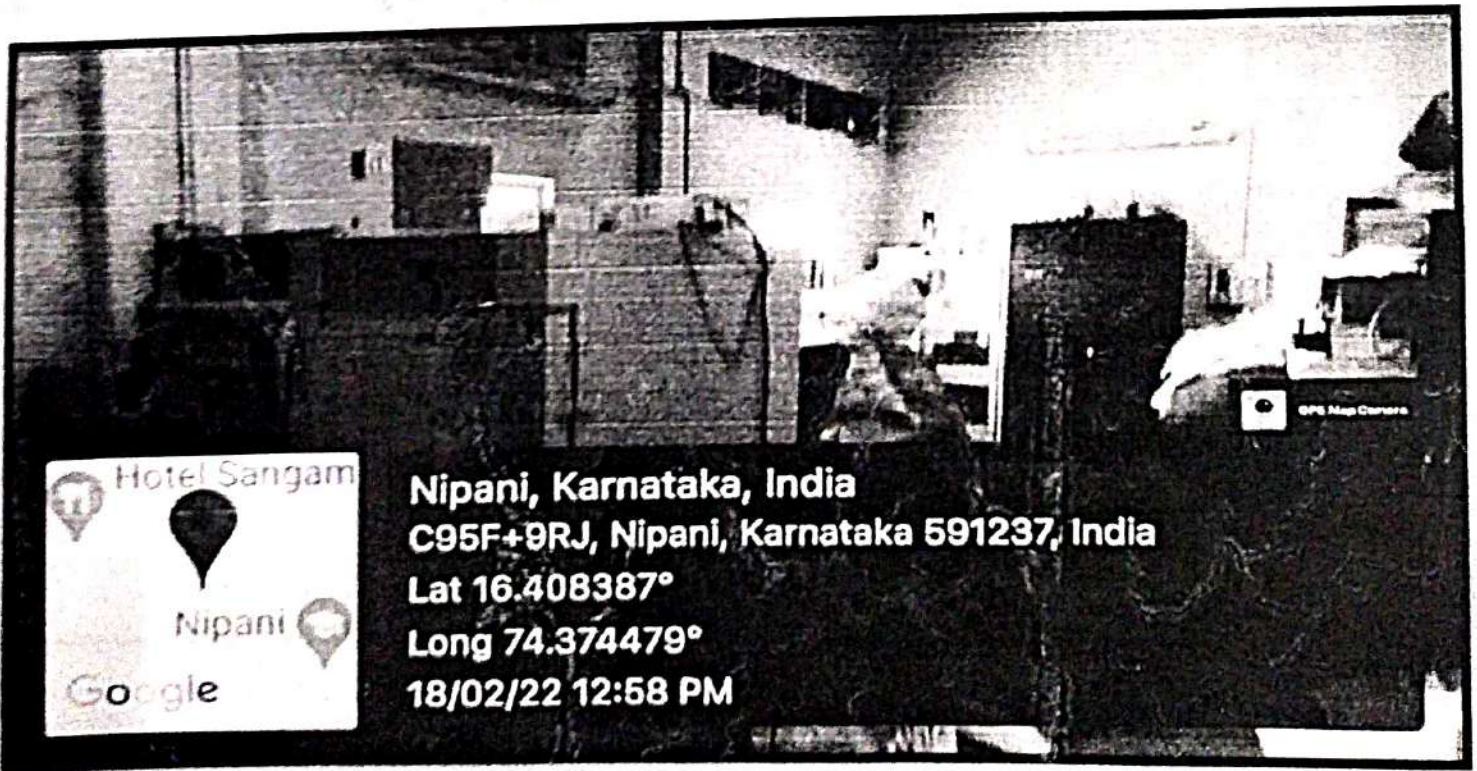 GPS Map Camera
Hotel Sangam
Nipani
Google
Nipani, Karnataka, India
C95F+9RJ, Nipani, Karnataka 591237, India
Lat 16.408387°
Long 74.374479°
18/02/22 12:58 PM